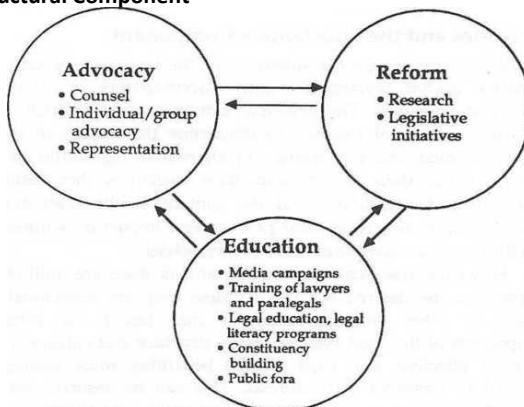 ctural Component
Advocacy
• Counsel
• Individual/group
advocacy
• Representation
Reform
• Research
• Legislative
initiatives
Education
• Media campaigns
• Training of lawyers
and paralegals
• Legal education, legal
literacy programs
• Constituency
building
• Public fora